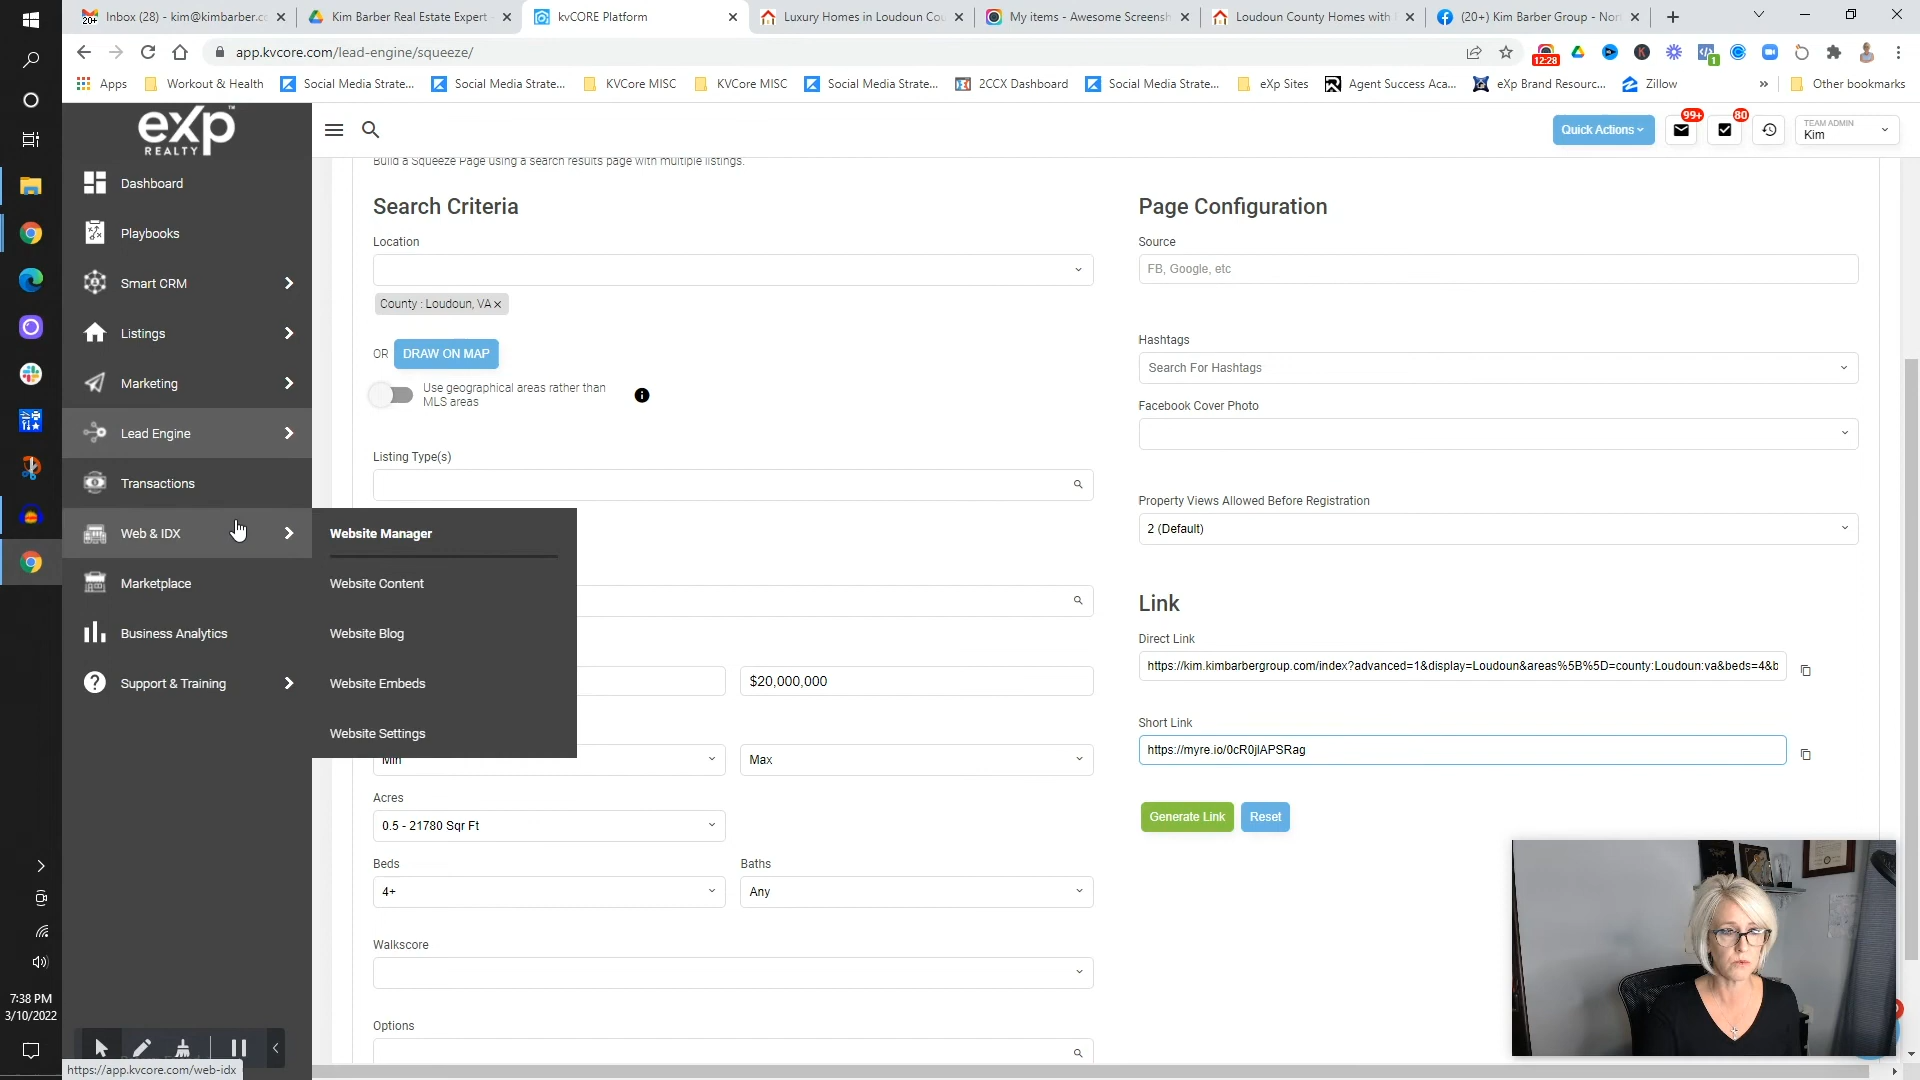 Inbox (28) - kim@kimbarber.c
Kim Barber Real Estate Expert -
kvCORE Platform
Luxury Homes in Loudoun Cou
My items - Awesome Screensh
Loudoun County Homes with
(20+) Kim Barber Group - Nor
app.kvcore.com/lead-engine/squeeze/
12:28
1
Apps
Workout & Health
Social Media Strate...
Social Media Strate...
KVCore MISC
KVCore MISC
Social Media Strate...
2CCX Dashboard
Social Media Strate...
eXp Sites
Agent Success Aca...
eXp Brand Resourc...
Zillow
»
Other bookmarks
eXp
REALTY
™
Quick Actions
99+
80
TEAM ADMIN
Kim
Dashboard
Playbooks
Smart CRM
Listings
Marketing
Lead Engine
Transactions
Web & IDX
Marketplace
Business Analytics
Support & Training
Website Manager
Website Content
Website Blog
Website Embeds
Website Settings
Build a Squeeze Page using a search results page with multiple listings.
Search Criteria
Location
County : Loudoun, VA ×
OR
DRAW ON MAP
Use geographical areas rather than
MLS areas
Listing Type(s)
$20,000,000
Min
Max
Acres
0.5 - 21780 Sqr Ft
Beds
Baths
4+
Any
Walkscore
Options
Page Configuration
Source
FB, Google, etc
Hashtags
Search For Hashtags
Facebook Cover Photo
Property Views Allowed Before Registration
2 (Default)
Link
Direct Link
https://kim.kimbarbergroup.com/index?advanced=1&display=Loudoun&areas%5B%5D=county:Loudoun:va&beds=4&b
Short Link
https://myre.io/0cR0jIAPSRag
Generate Link
Reset
7:38 PM
3/10/2022
https://app.kvcore.com/web-idx